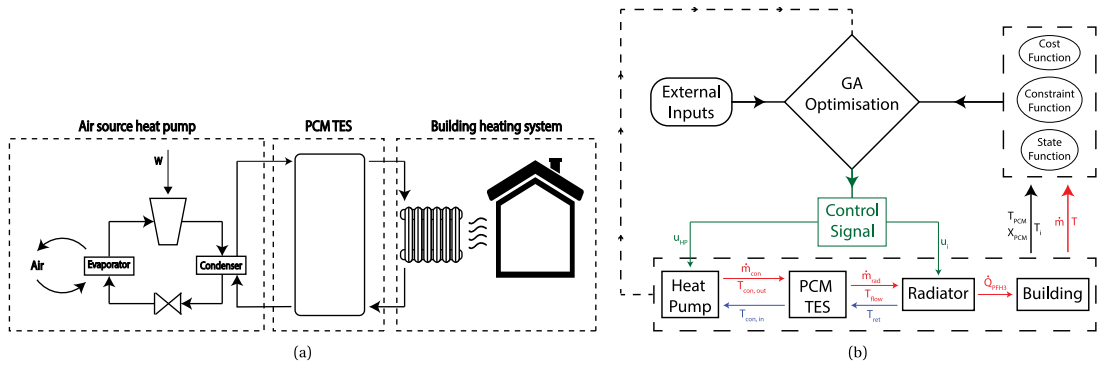 Air source heat pump
PCM TES
Building heating system
W
Air
Evaporator
Condenser
(a)
External
Inputs
GA
Optimisation
Cost
Function
Constraint
Function
State
Function
Control
Signal
u_HP
u_i
T_PCM
X_PCM
T_i
ṁ
T
Heat
Pump
ṁ_con
T_con, out
T_con, in
PCM
TES
ṁ_rad
T_flow
T_ret
Radiator
Q̇_PFH3
Building
(b)